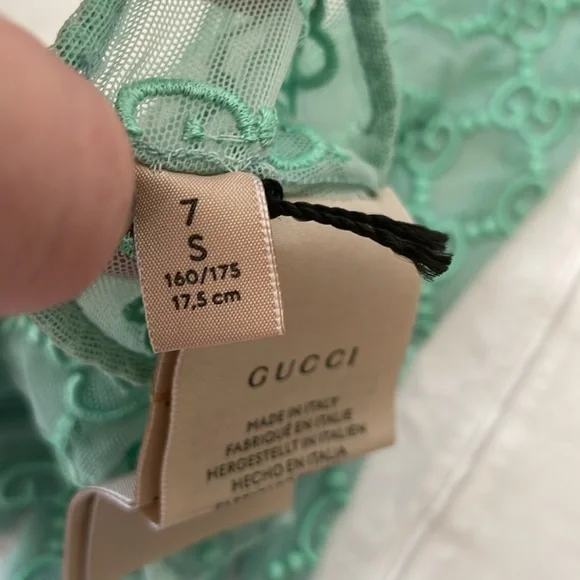 7
S
160/175
17,5 cm
GUCCI
MADE IN ITALY
FABRIQUÉ EN ITALIE
HERGESTELLT IN ITALIEN
HECHO EN ITALIA